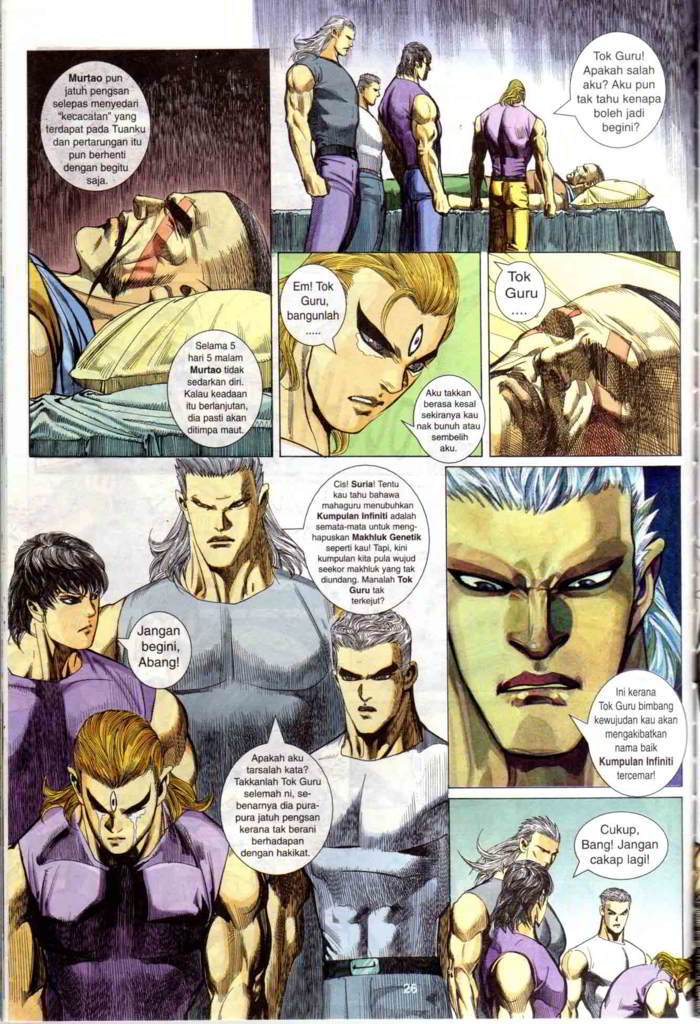 Murtao pun
jatuh pengsan
selepas menyedari
"kecacatan" yang
terdapat pada Tuanku
dan pertarungan itu
pun berhenti
dengan begitu
saja.
Tok Guru!
Apakah salah
aku? Aku pun
tak tahu kenapa
boleh jadi
begini?
Selama 5
hari 5 malam
Murtao tidak
sedarkan diri.
Kalau keadaan
itu berlanjutan,
dia pasti akan
ditimpa maut.
Em! Tok
Guru,
bangunlah
.....
Aku takkan
berasa kesal
sekiranya kau
nak bunuh atau
sembelih
aku.
Tok
Guru
....
Cis! Suria! Tentu
kau tahu bahawa
mahaguru menubuhkan
Kumpulan Infiniti adalah
semata-mata untuk meng-
hapuskan Makhluk Genetik
seperti kau! Tapi, kini
kumpulan kita pula wujud
seekor makhluk yang tak
diundang. Manalah Tok
Guru tak
terkejut?
Jangan
begini,
Abang!
Apakah aku
tarsalah kata?
Takkanlah Tok Guru
selemah ni, se-
benarnya dia pura-
pura jatuh pengsan
kerana tak berani
berhadapan
dengan hakikat.
Ini kerana
Tok Guru bimbang
kewujudan kau akan
mengakibatkan
nama baik
Kumpulan Infiniti
tercemar!
Cukup,
Bang! Jangan
cakap lagi!
26